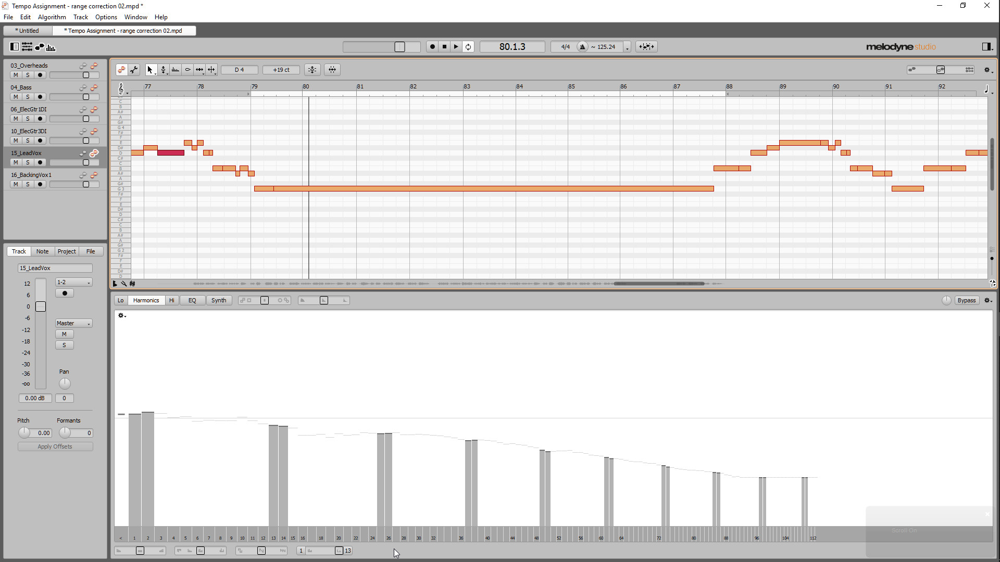 Tempo Assignment - range correction 02.mpd *
File Edit Algorithm Track Options Window Help
* Untitled
* Tempo Assignment - range correction 02.mpd
80.1.3
4/4
~ 125.24
melodyne studio
03_Overheads
M S
04_Bass
M S
06_ElecGtr1DI
M S
10_ElecGtr3DI
M S
15_LeadVox
M S
16_BackingVox1
M S
D 4
+19 ct
77 78 79 80 81 82 83 84 85 86 87 88 89 90 91 92
C
B
A#
A
G#
G 4
F#
F
E
D#
D
C#
C
B
A#
A
G#
G 3
F#
F
E
D#
D
C#
C
B
A#
A
G#
G 2
F#
F
E
D#
D
Track Note Project File
15_LeadVox
1-2
12
6
0
-6
-12
-18
-24
-30
-36
-oo
Master
M
S
Pan
0.00 dB
0
Pitch
Formants
0.00
0
Apply Offsets
Lo Harmonics Hi EQ Synth
Bypass
< 1 2 3 4 5 6 7 8 9 10 11 12 13 14 15 16 18 20 22 24 26 28 30 32 36 40 44 48 52 56 60 64 72 80 88 96 104 112
1
13
Scroll On